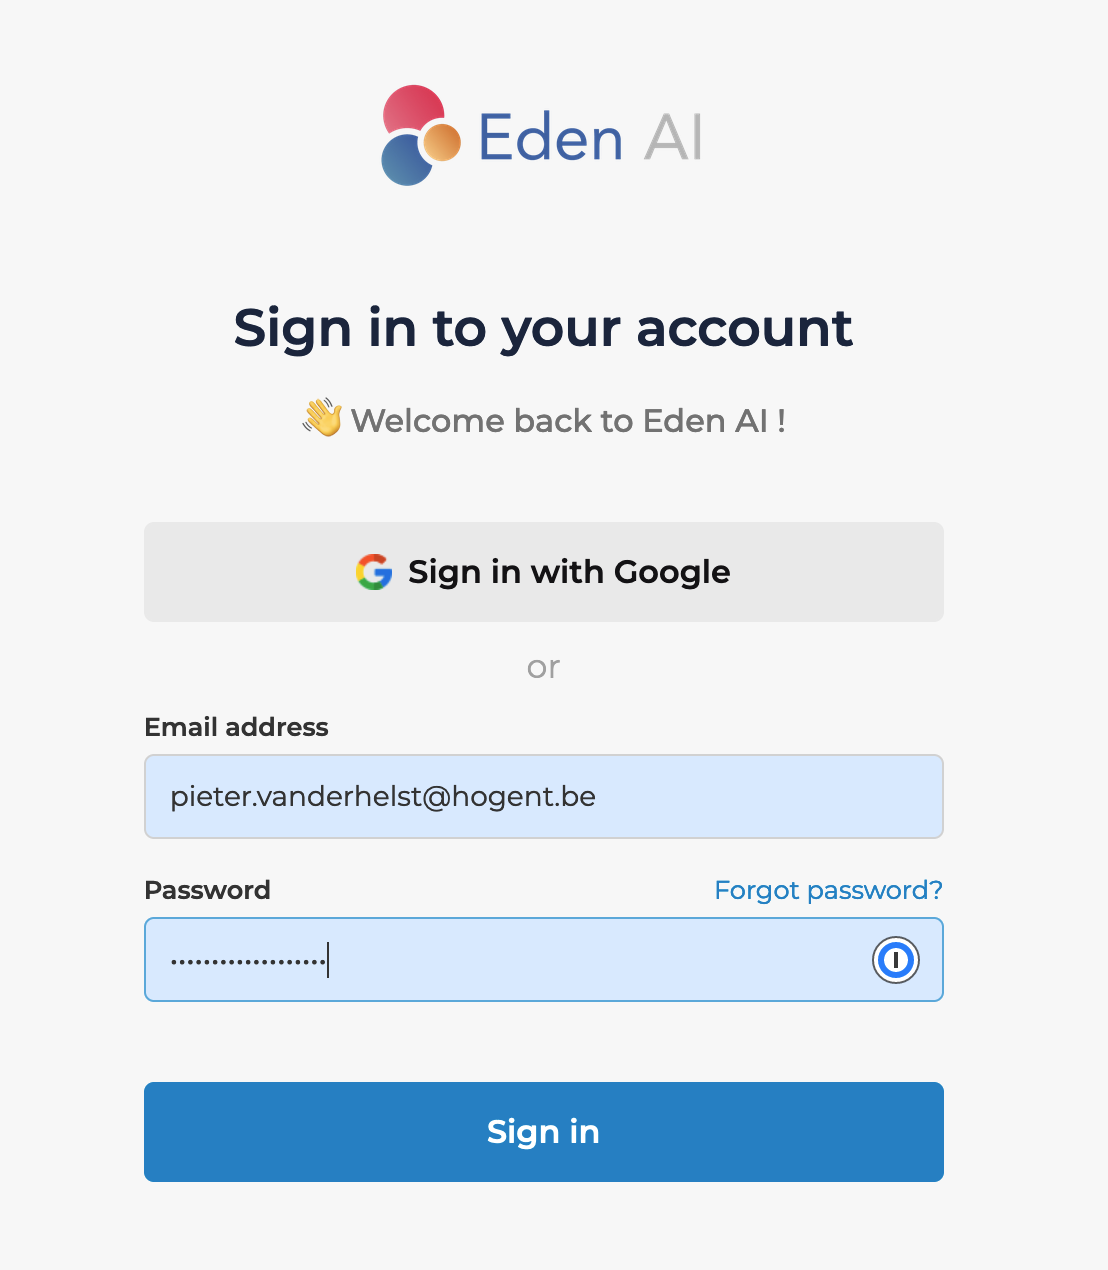 Eden AI
Sign in to your account
👋 Welcome back to Eden AI !
Sign in with Google
or
Email address
pieter.vanderhelst@hogent.be
Password
Forgot password?
•••••••••••••••••••
Sign in